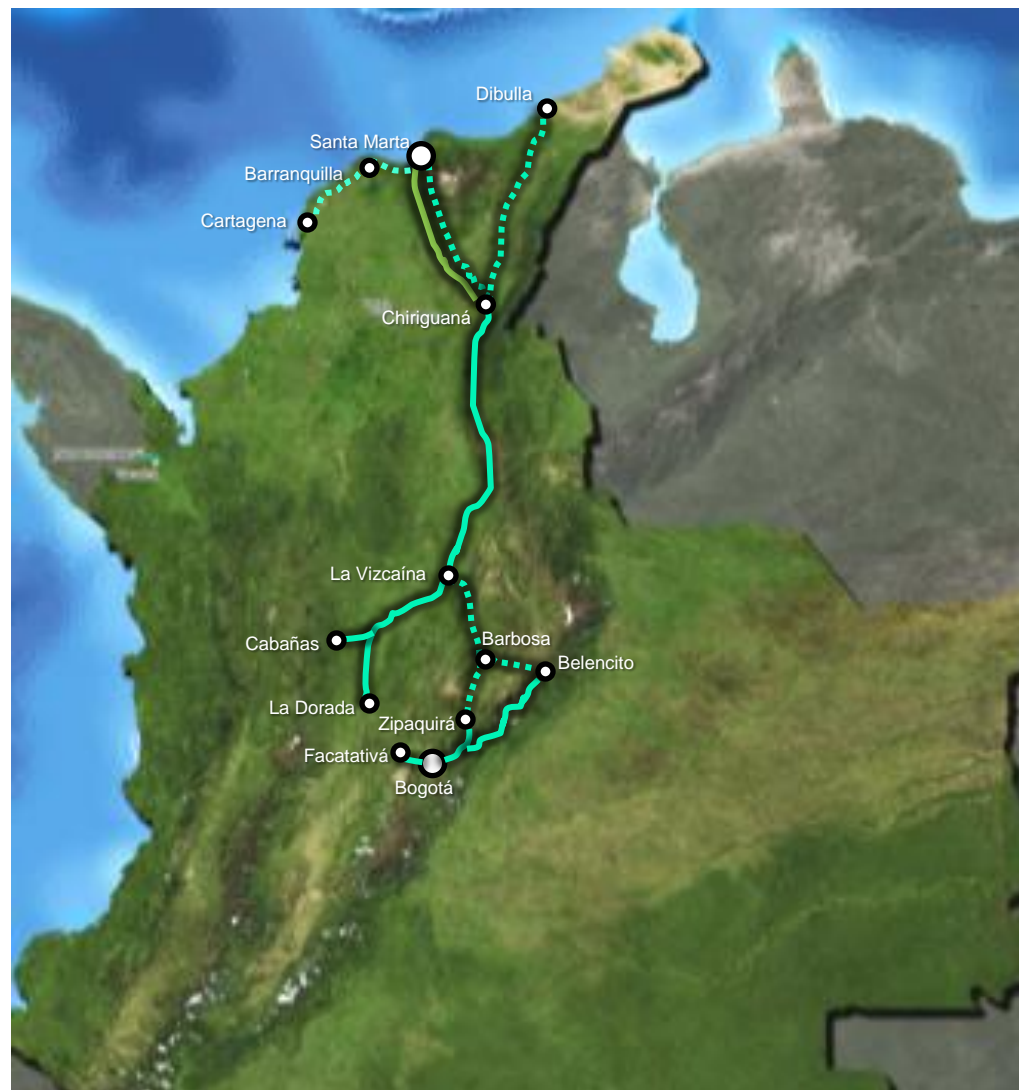 Dibulla
Santa Marta
Barranquilla
Cartagena
Chiriguaná
La Vizcaína
Cabañas
Barbosa
Belencito
La Dorada
Zipaquirá
Facatativá
Bogotá